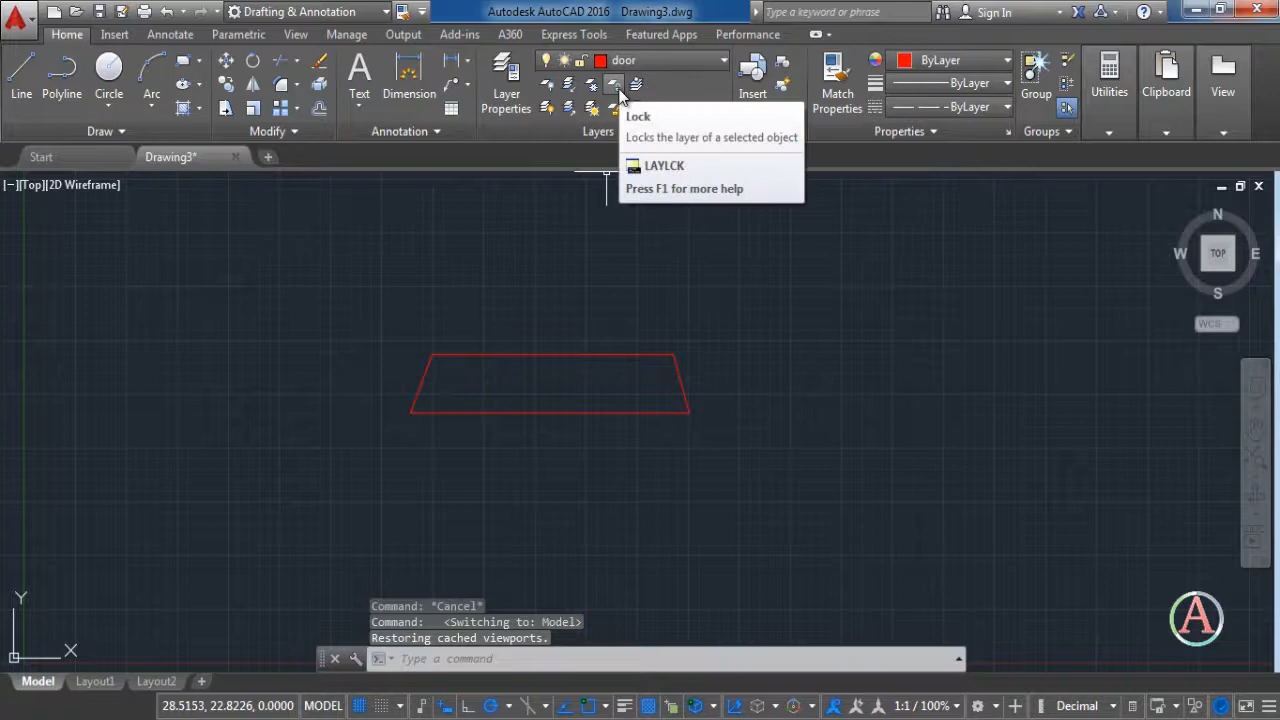 Drafting & Annotation
Autodesk AutoCAD 2016 Drawing3.dwg
Type a keyword or phrase
Sign In
Home Insert Annotate Parametric View Manage Output Add-ins A360 Express Tools Featured Apps Performance
door
ByLayer
ByLayer
ByLayer
Line Polyline Circle Arc
Text Dimension
Layer Properties
Insert
Match Properties
Group
Utilities
Clipboard
View
Draw Modify Annotation Layers Properties Groups
Lock
Locks the layer of a selected object
LAYLCK
Press F1 for more help
Start Drawing3*
[−][Top][2D Wireframe]
N
W TOP E
S
WCS
Y
X
A
Command: *Cancel*
Command: <Switching to: Model>
Restoring cached viewports.
Type a command
Model Layout1 Layout2
28.5153, 22.8226, 0.0000 MODEL 1:1 / 100% Decimal